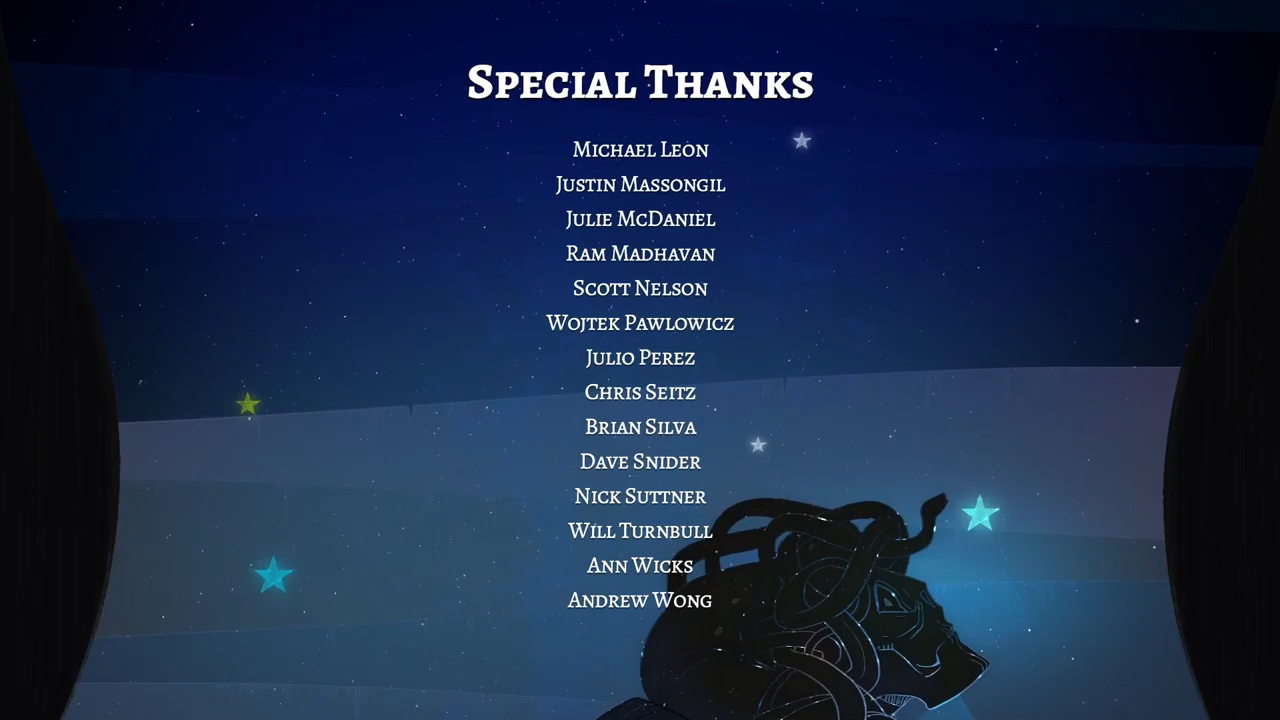 Special Thanks
Michael Leon
Justin Massongil
Julie McDaniel
Ram Madhavan
Scott Nelson
Wojtek Pawlowicz
Julio Perez
Chris Seitz
Brian Silva
Dave Snider
Nick Suttner
Will Turnbull
Ann Wicks
Andrew Wong